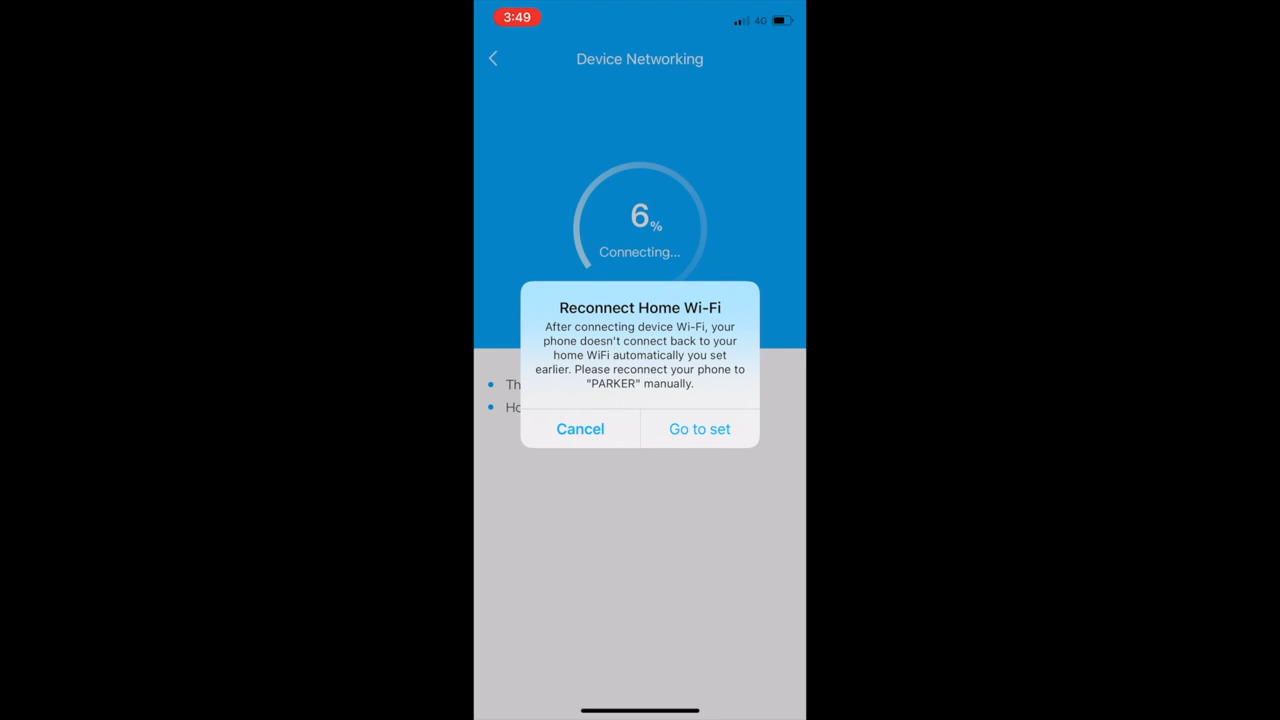 3:49
4G
Device Networking
6%
Connecting...
Reconnect Home Wi-Fi
After connecting device Wi-Fi, your
phone doesn't connect back to your
home WiFi automatically you set
earlier. Please reconnect your phone to
"PARKER" manually.
Cancel
Go to set